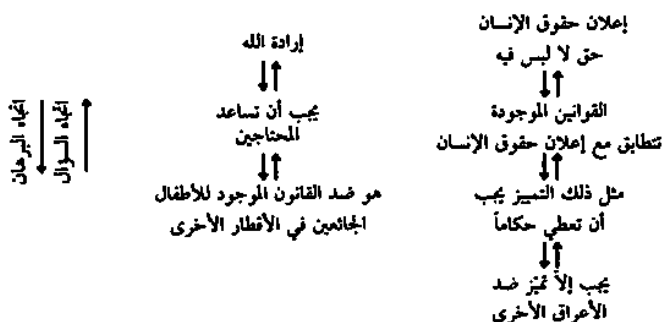 إعلان حقوق الإنسان
حق لا لبس فيه
القوانين الموجودة
تتطابق مع إعلان حقوق الإنسان
مثل ذلك التمييز يجب
أن تعطي حكاماً
يجب إلاّ تميّز ضد
الأعراق الأخرى
إرادة الله
يجب أن تساعد
المحتاجين
هو ضد القانون الموجود للأطفال
الجائعين في الأقطار الأخرى
اتجاه السؤال
اتجاه البرهان